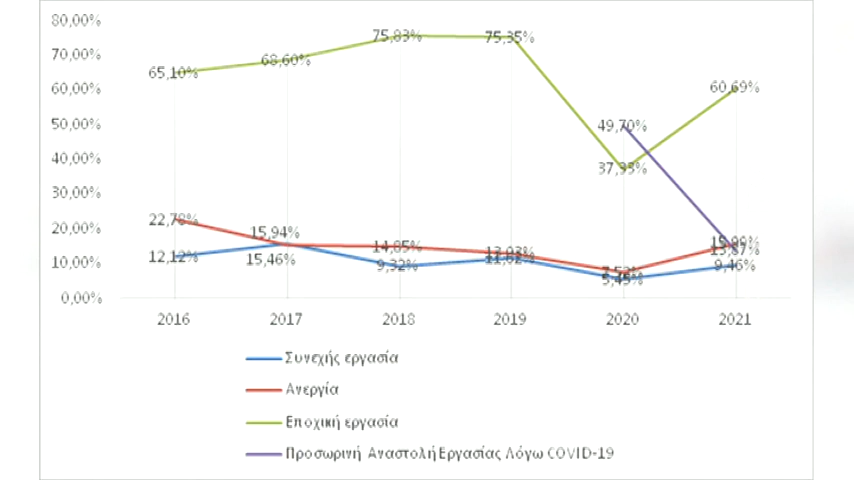 80,00%
70,00%
60,00%
50,00%
40,00%
30,00%
20,00%
10,00%
0,00%
65,10% 68,60% 75,83% 75,35% 60,69%
49,70%
22,78% 15,94% 14,85%
12,12% 15,46% 9,32% 5,45% 9,46%
13,87%
2016 2017 2018 2019 2020 2021
Συνεχής εργασία
Ανεργία
Εποχική εργασία
Προσωρινή Αναστολή Εργασίας Λόγω COVID-19